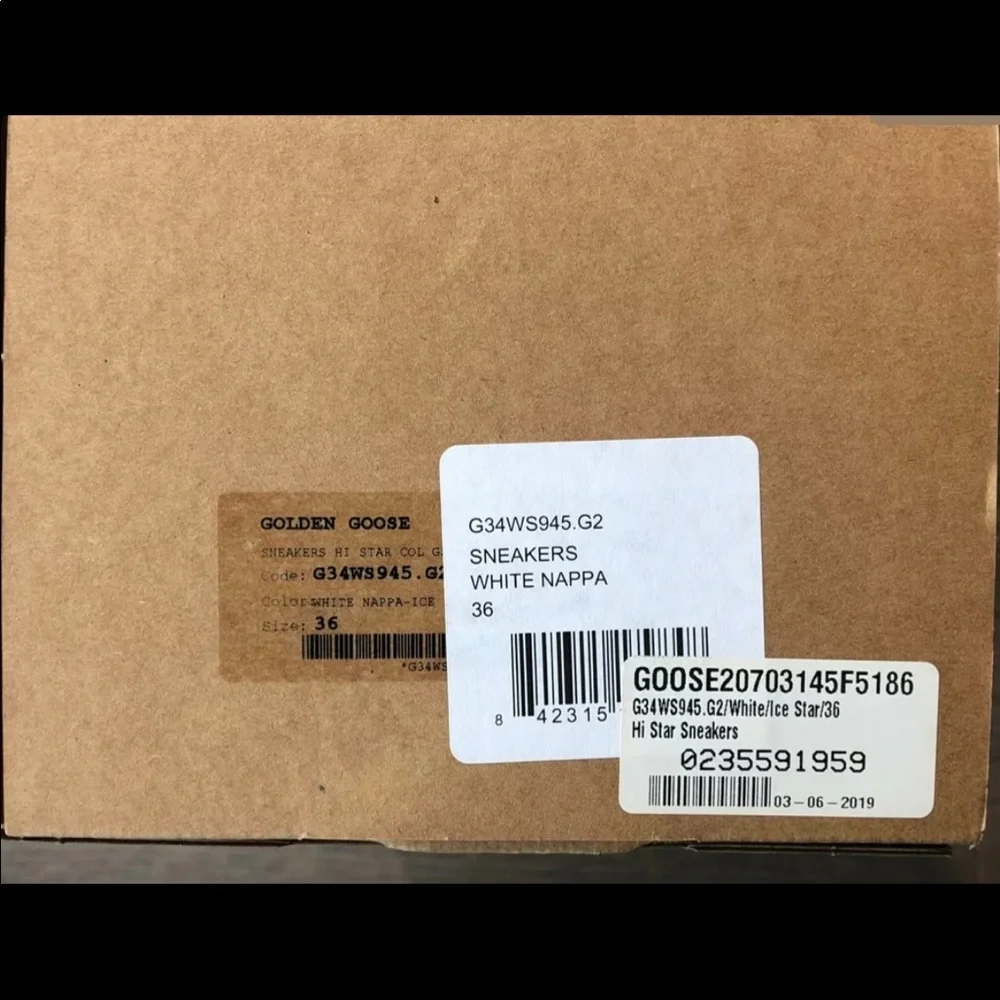 GOLDEN GOOSE
SNEAKERS HI STAR COL G
Code: G34WS945.G2
Color: WHITE NAPPA-ICE
Size: 36
*G34WS
G34WS945.G2
SNEAKERS
WHITE NAPPA
36
8 42315
GOOSE20703145F5186
G34WS945.G2/White/Ice Star/36
Hi Star Sneakers
0235591959
03-06-2019